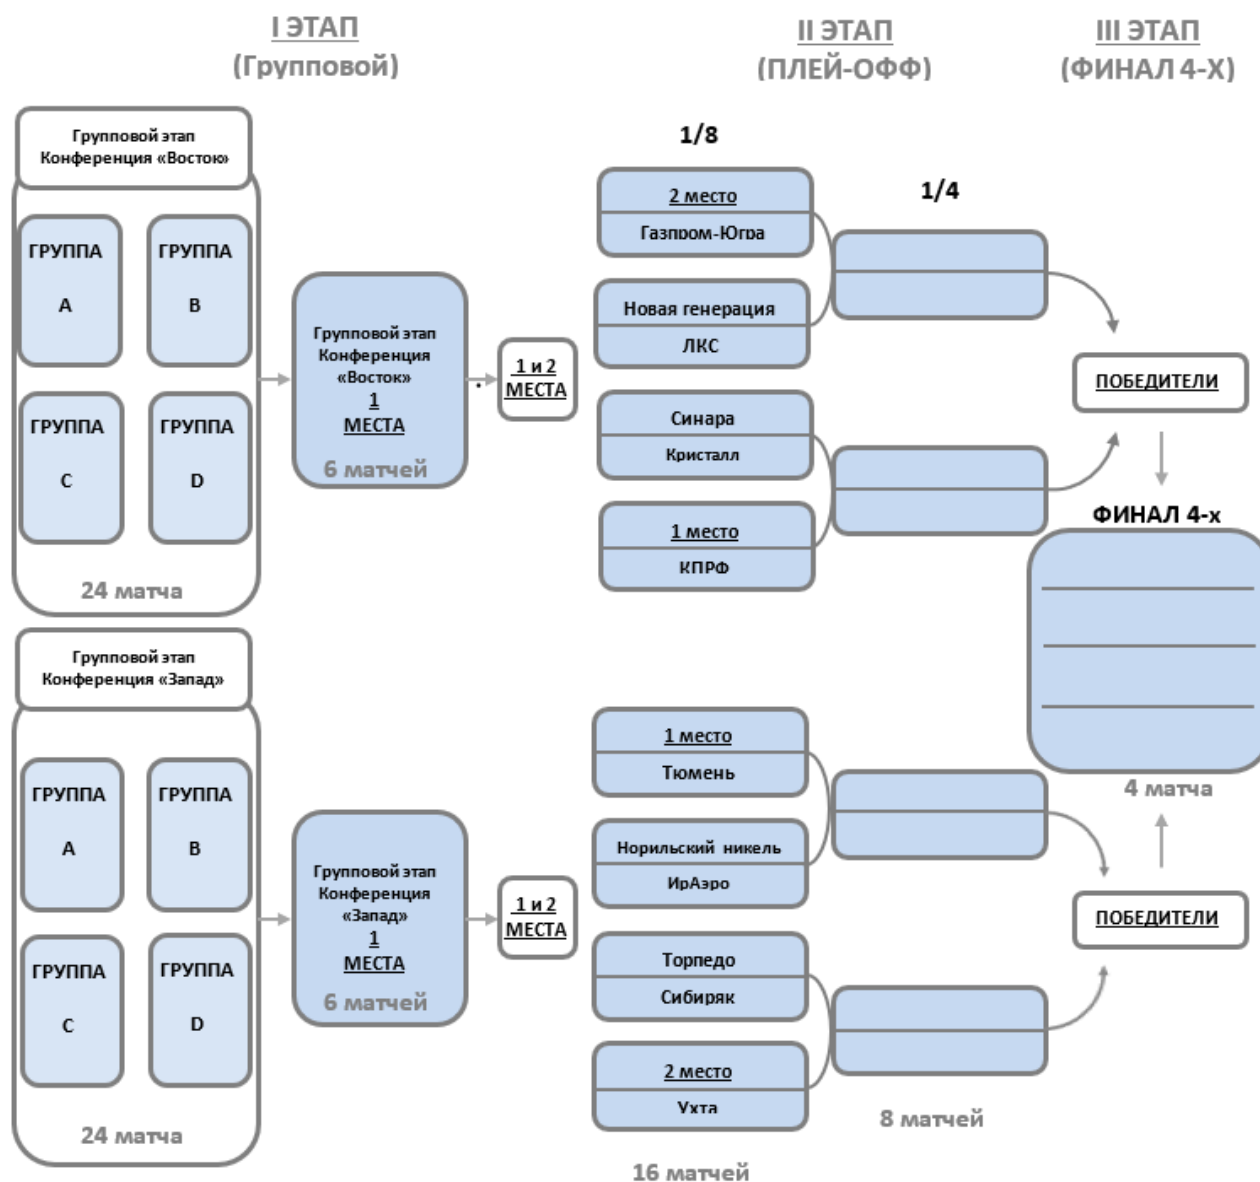 I ЭТАП
(Групповой)
II ЭТАП
(ПЛЕЙ-ОФФ)
III ЭТАП
(ФИНАЛ 4-Х)
Групповой этап
Конференция «Восток»
ГРУППА
A
ГРУППА
B
ГРУППА
C
ГРУППА
D
24 матча
Групповой этап
Конференция
«Восток»
1
МЕСТА
6 матчей
1 и 2
МЕСТА
1/8
2 место
Газпром-Югра
Новая генерация
ЛКС
Синара
Кристалл
1 место
КПРФ
1/4
ПОБЕДИТЕЛИ
ФИНАЛ 4-х
4 матча
Групповой этап
Конференция «Запад»
ГРУППА
A
ГРУППА
B
ГРУППА
C
ГРУППА
D
24 матча
Групповой этап
Конференция
«Запад»
1
МЕСТА
6 матчей
1 и 2
МЕСТА
1 место
Тюмень
Норильский никель
ИрАэро
Торпедо
Сибиряк
2 место
Ухта
16 матчей
8 матчей
ПОБЕДИТЕЛИ